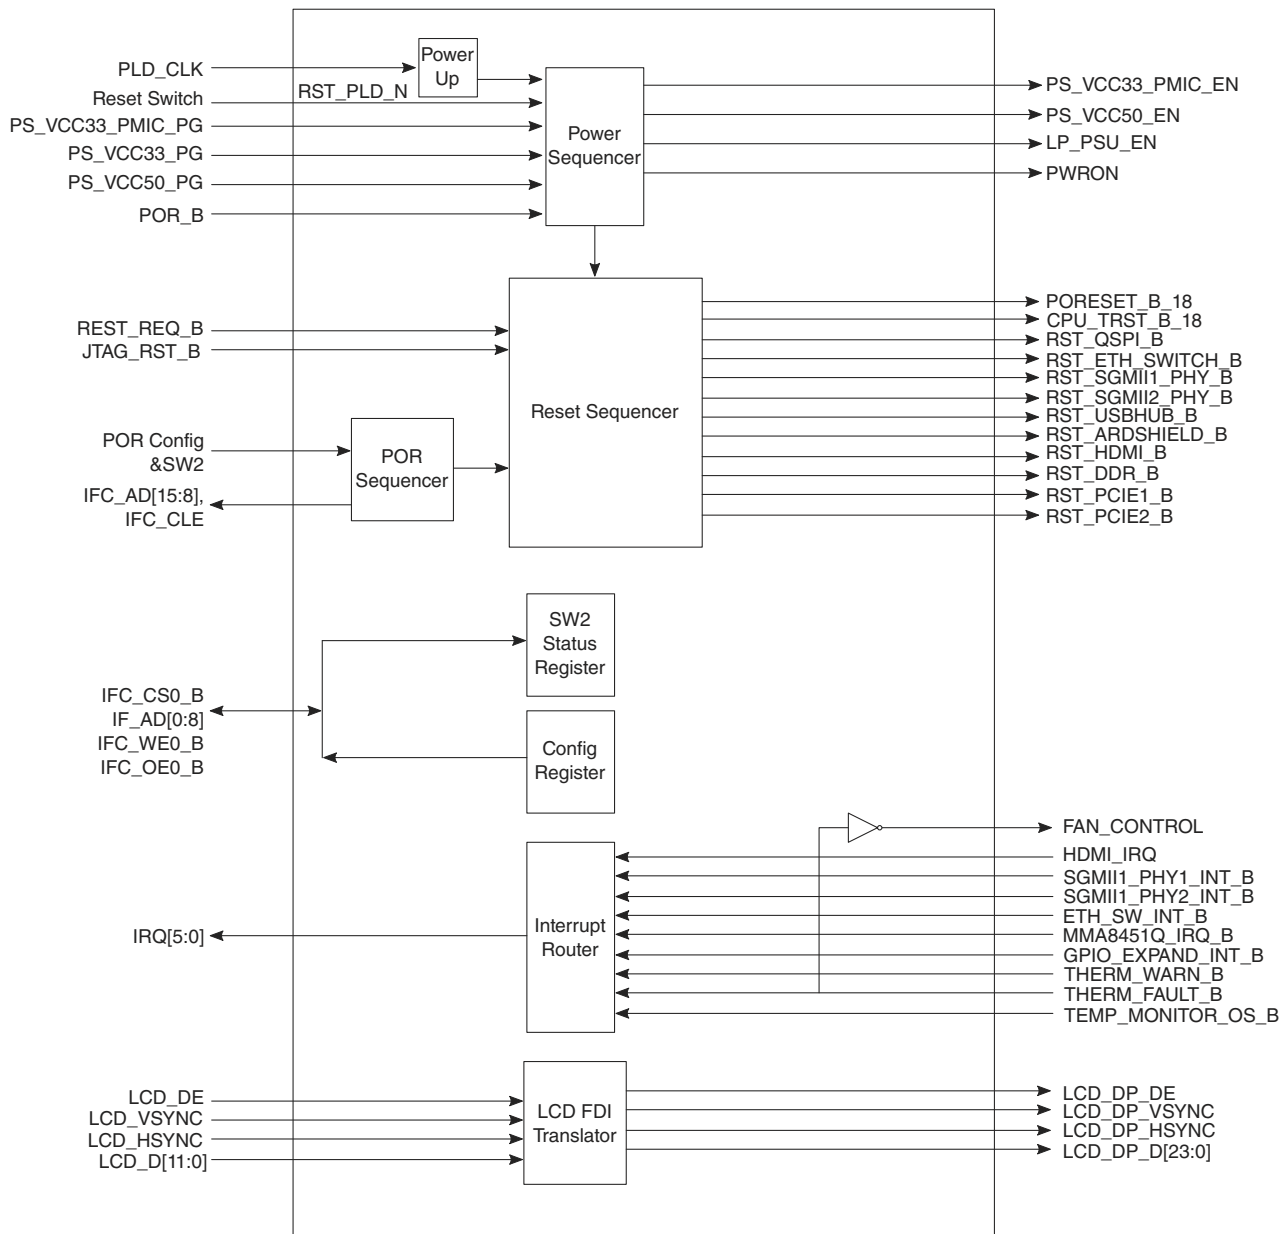 PLD_CLK
Reset Switch
PS_VCC33_PMIC_PG
PS_VCC33_PG
PS_VCC50_PG
POR_B
RST_PLD_N
Power
Up
Power
Sequencer
PS_VCC33_PMIC_EN
PS_VCC50_EN
LP_PSU_EN
PWRON
REST_REQ_B
JTAG_RST_B
POR Config
&SW2
IFC_AD[15:8],
IFC_CLE
POR
Sequencer
Reset Sequencer
PORESET_B_18
CPU_TRST_B_18
RST_QSPI_B
RST_ETH_SWITCH_B
RST_SGMII1_PHY_B
RST_SGMII2_PHY_B
RST_USBHUB_B
RST_ARDSHIELD_B
RST_HDMI_B
RST_DDR_B
RST_PCIE1_B
RST_PCIE2_B
SW2
Status
Register
IFC_CS0_B
IF_AD[0:8]
IFC_WE0_B
IFC_OE0_B
Config
Register
FAN_CONTROL
HDMI_IRQ
SGMII1_PHY1_INT_B
SGMII1_PHY2_INT_B
ETH_SW_INT_B
MMA8451Q_IRQ_B
GPIO_EXPAND_INT_B
THERM_WARN_B
THERM_FAULT_B
TEMP_MONITOR_OS_B
IRQ[5:0]
Interrupt
Router
LCD_DE
LCD_VSYNC
LCD_HSYNC
LCD_D[11:0]
LCD FDI
Translator
LCD_DP_DE
LCD_DP_VSYNC
LCD_DP_HSYNC
LCD_DP_D[23:0]